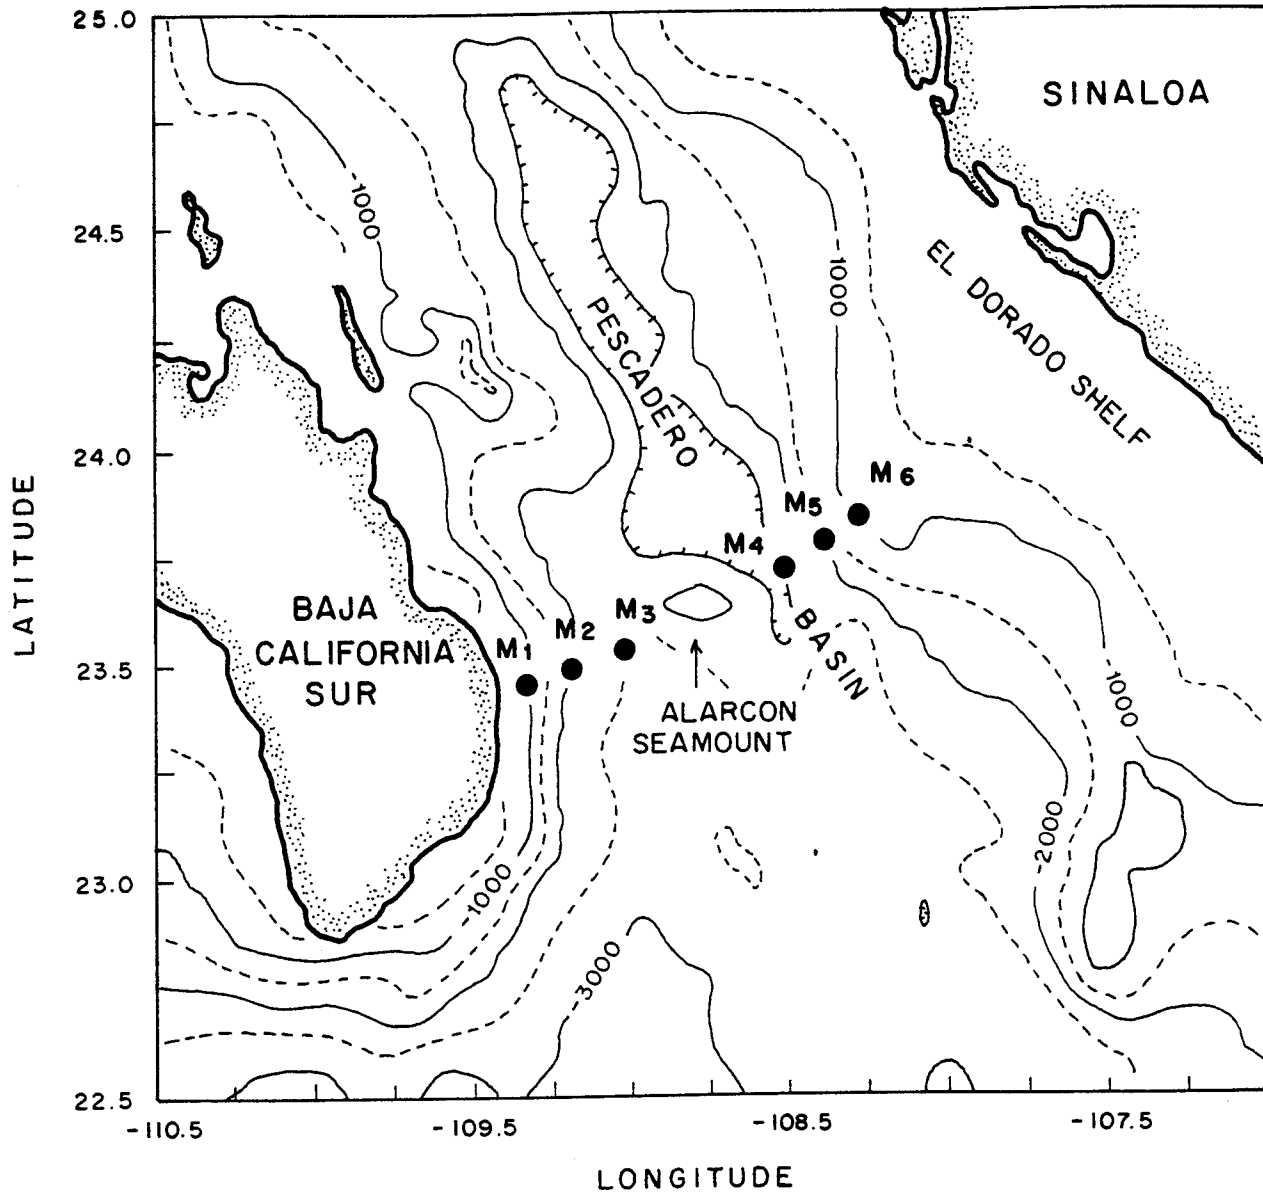 25.0
SINALOA
1000
24.5
1000
EL DORADO SHELF
PESCADERO
24.0
LATITUDE
M6
M5
M4
M3
BAJA
CALIFORNIA
SUR
M2
M1
BASIN
23.5
ALARCON
SEAMOUNT
1000
2000
23.0
1000
3000
22.5
-110.5
-109.5
-108.5
-107.5
LONGITUDE